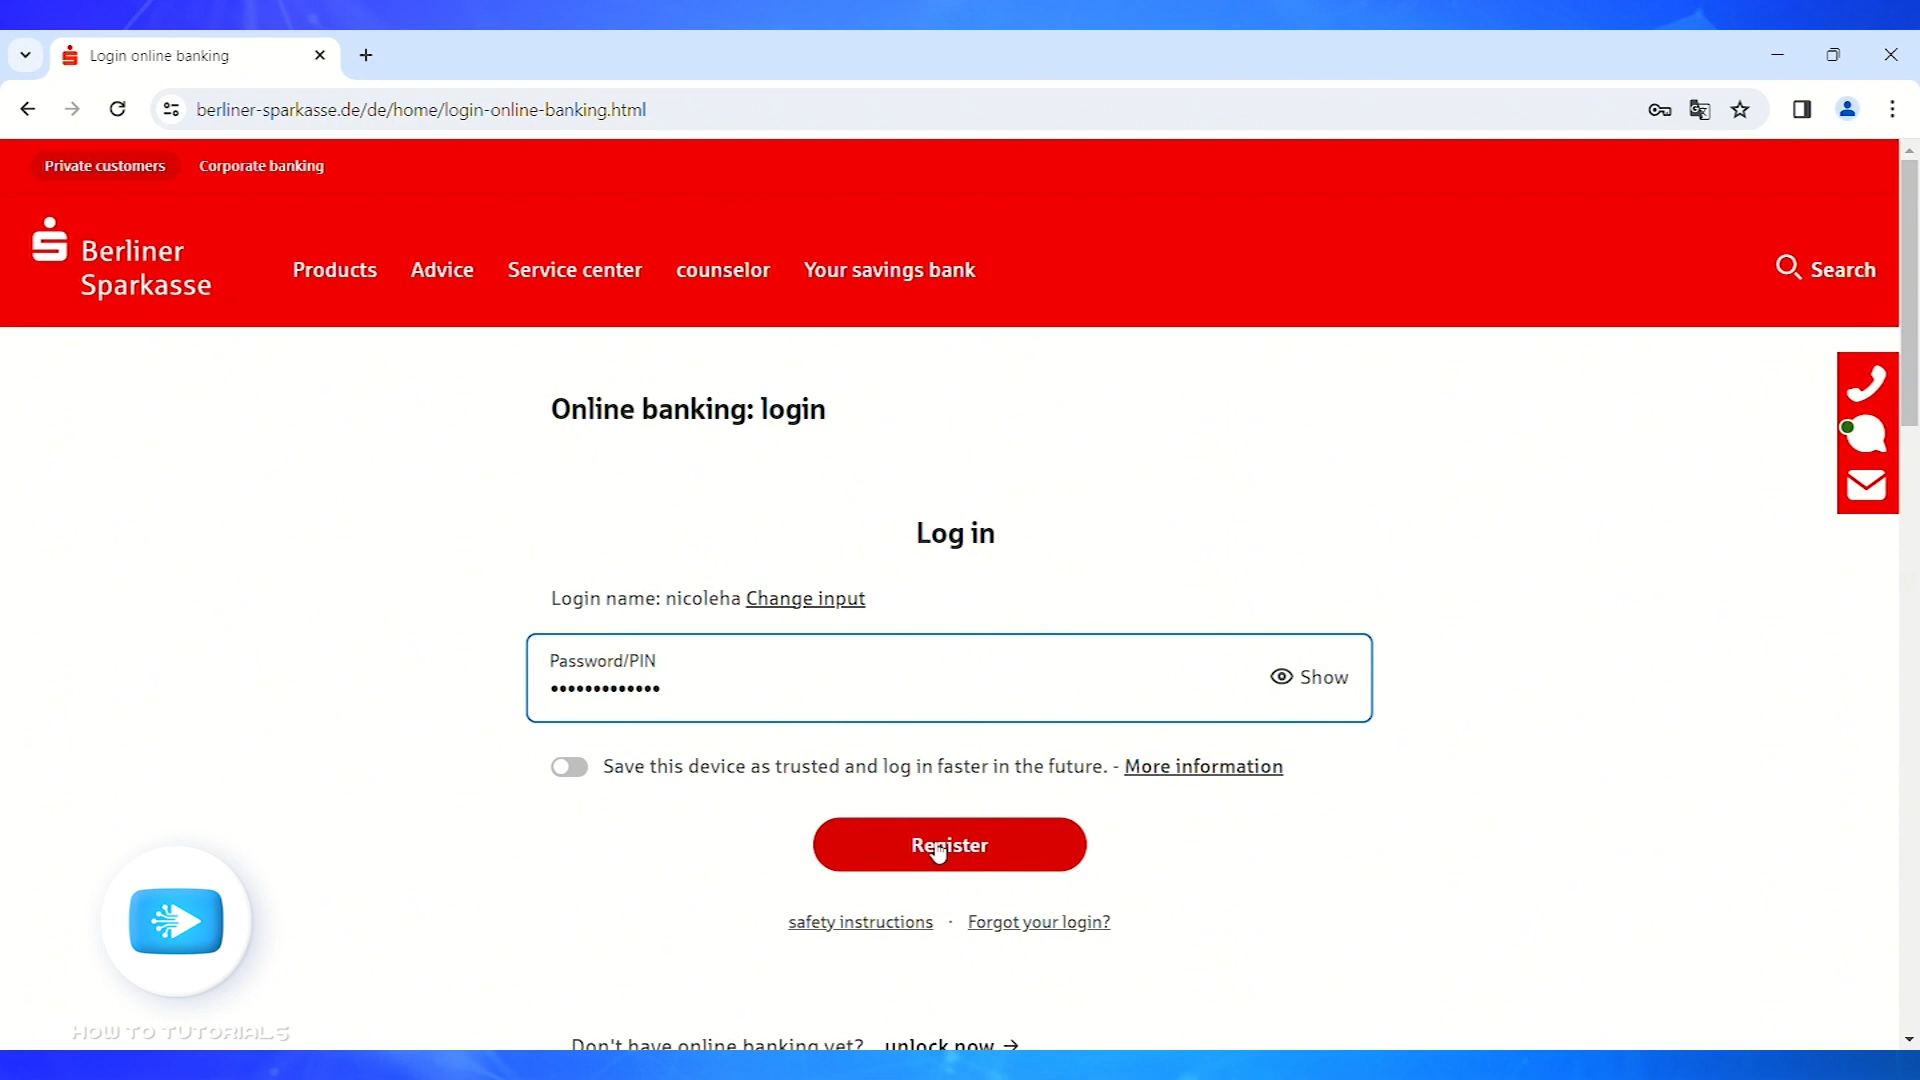 Login online banking
berliner-sparkasse.de/de/home/login-online-banking.html
Private customers Corporate banking
Berliner
Sparkasse
Products Advice Service center counselor Your savings bank
Search
Online banking: login
Log in
Login name: nicoleha Change input
Password/PIN
•••••••••••••
Show
Save this device as trusted and log in faster in the future. - More information
Register
safety instructions · Forgot your login?
HOW TO TUTORIALS
Don't have online banking yet? unlock now →